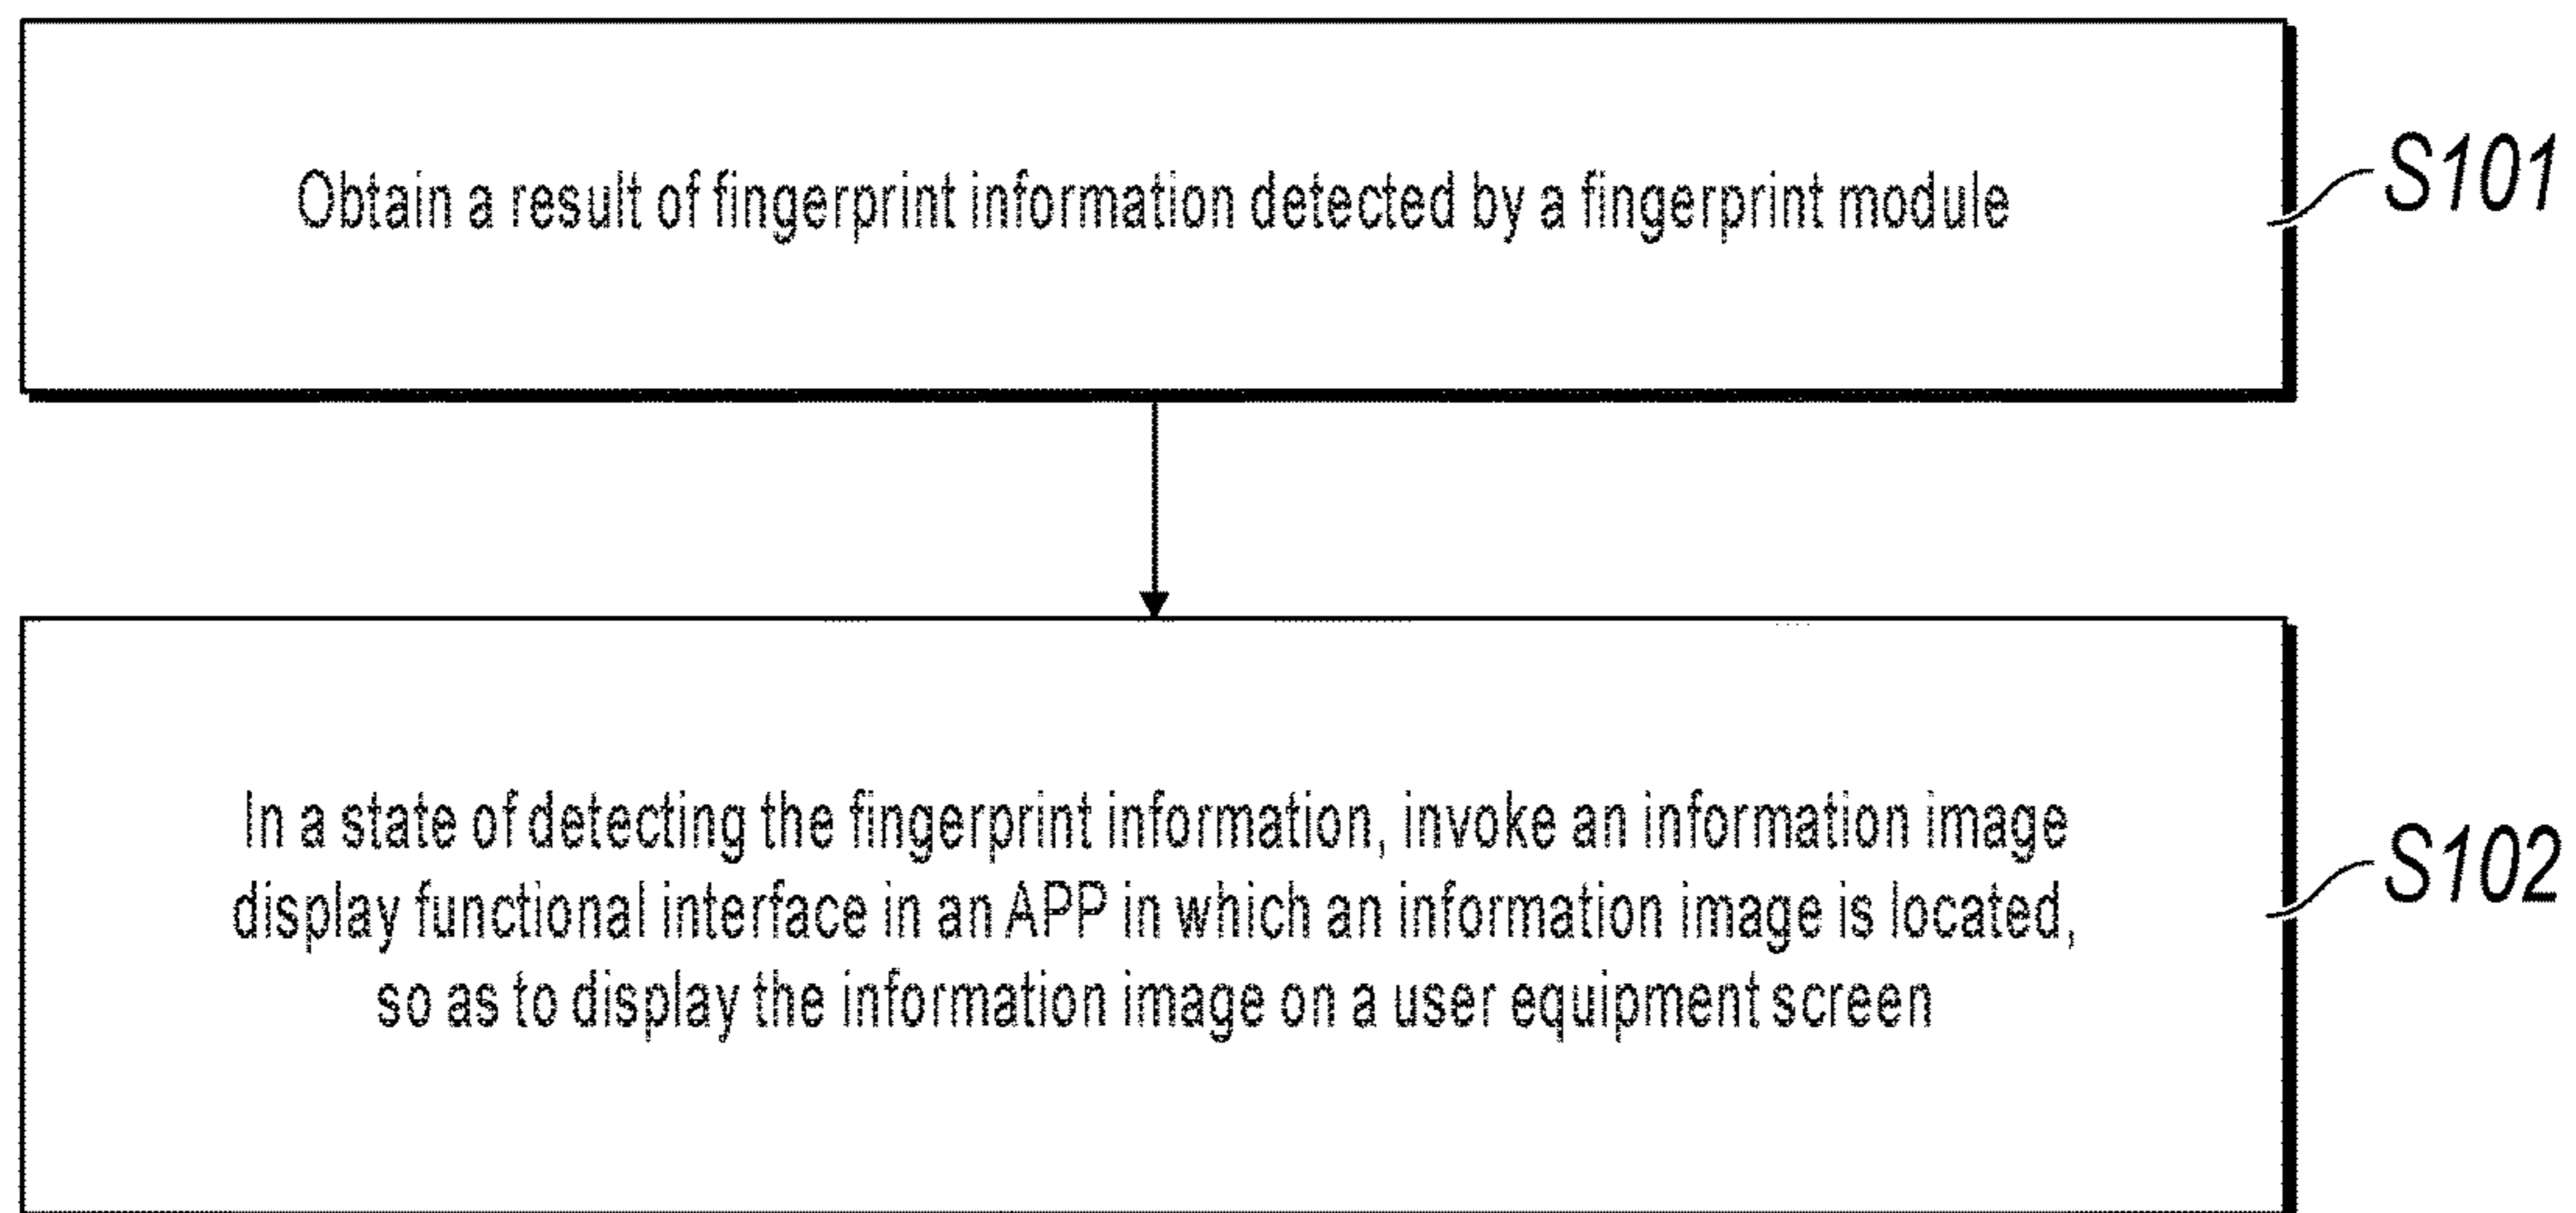 Obtain a result of fingerprint information detected by a fingerprint module
S101
In a state of detecting the fingerprint information, invoke an information image
display functional interface in an APP in which an information image is located,
so as to display the information image on a user equipment screen
S102